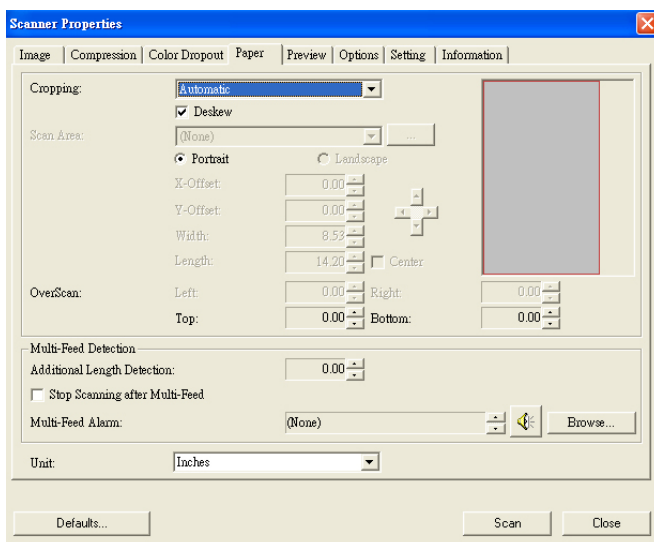 Scanner Properties
Image Compression Color Dropout Paper Preview Options Setting Information
Cropping: Automatic
Deskew
Scan Area: (None) ...
Portrait Landscape
X-Offset: 0.00
Y-Offset: 0.00
Width: 8.53
Length: 14.20 Center
OverScan: Left: 0.00 Right: 0.00
Top: 0.00 Bottom: 0.00
Multi-Feed Detection
Additional Length Detection: 0.00
Stop Scanning after Multi-Feed
Multi-Feed Alarm: (None) Browse...
Unit: Inches
Defaults... Scan Close